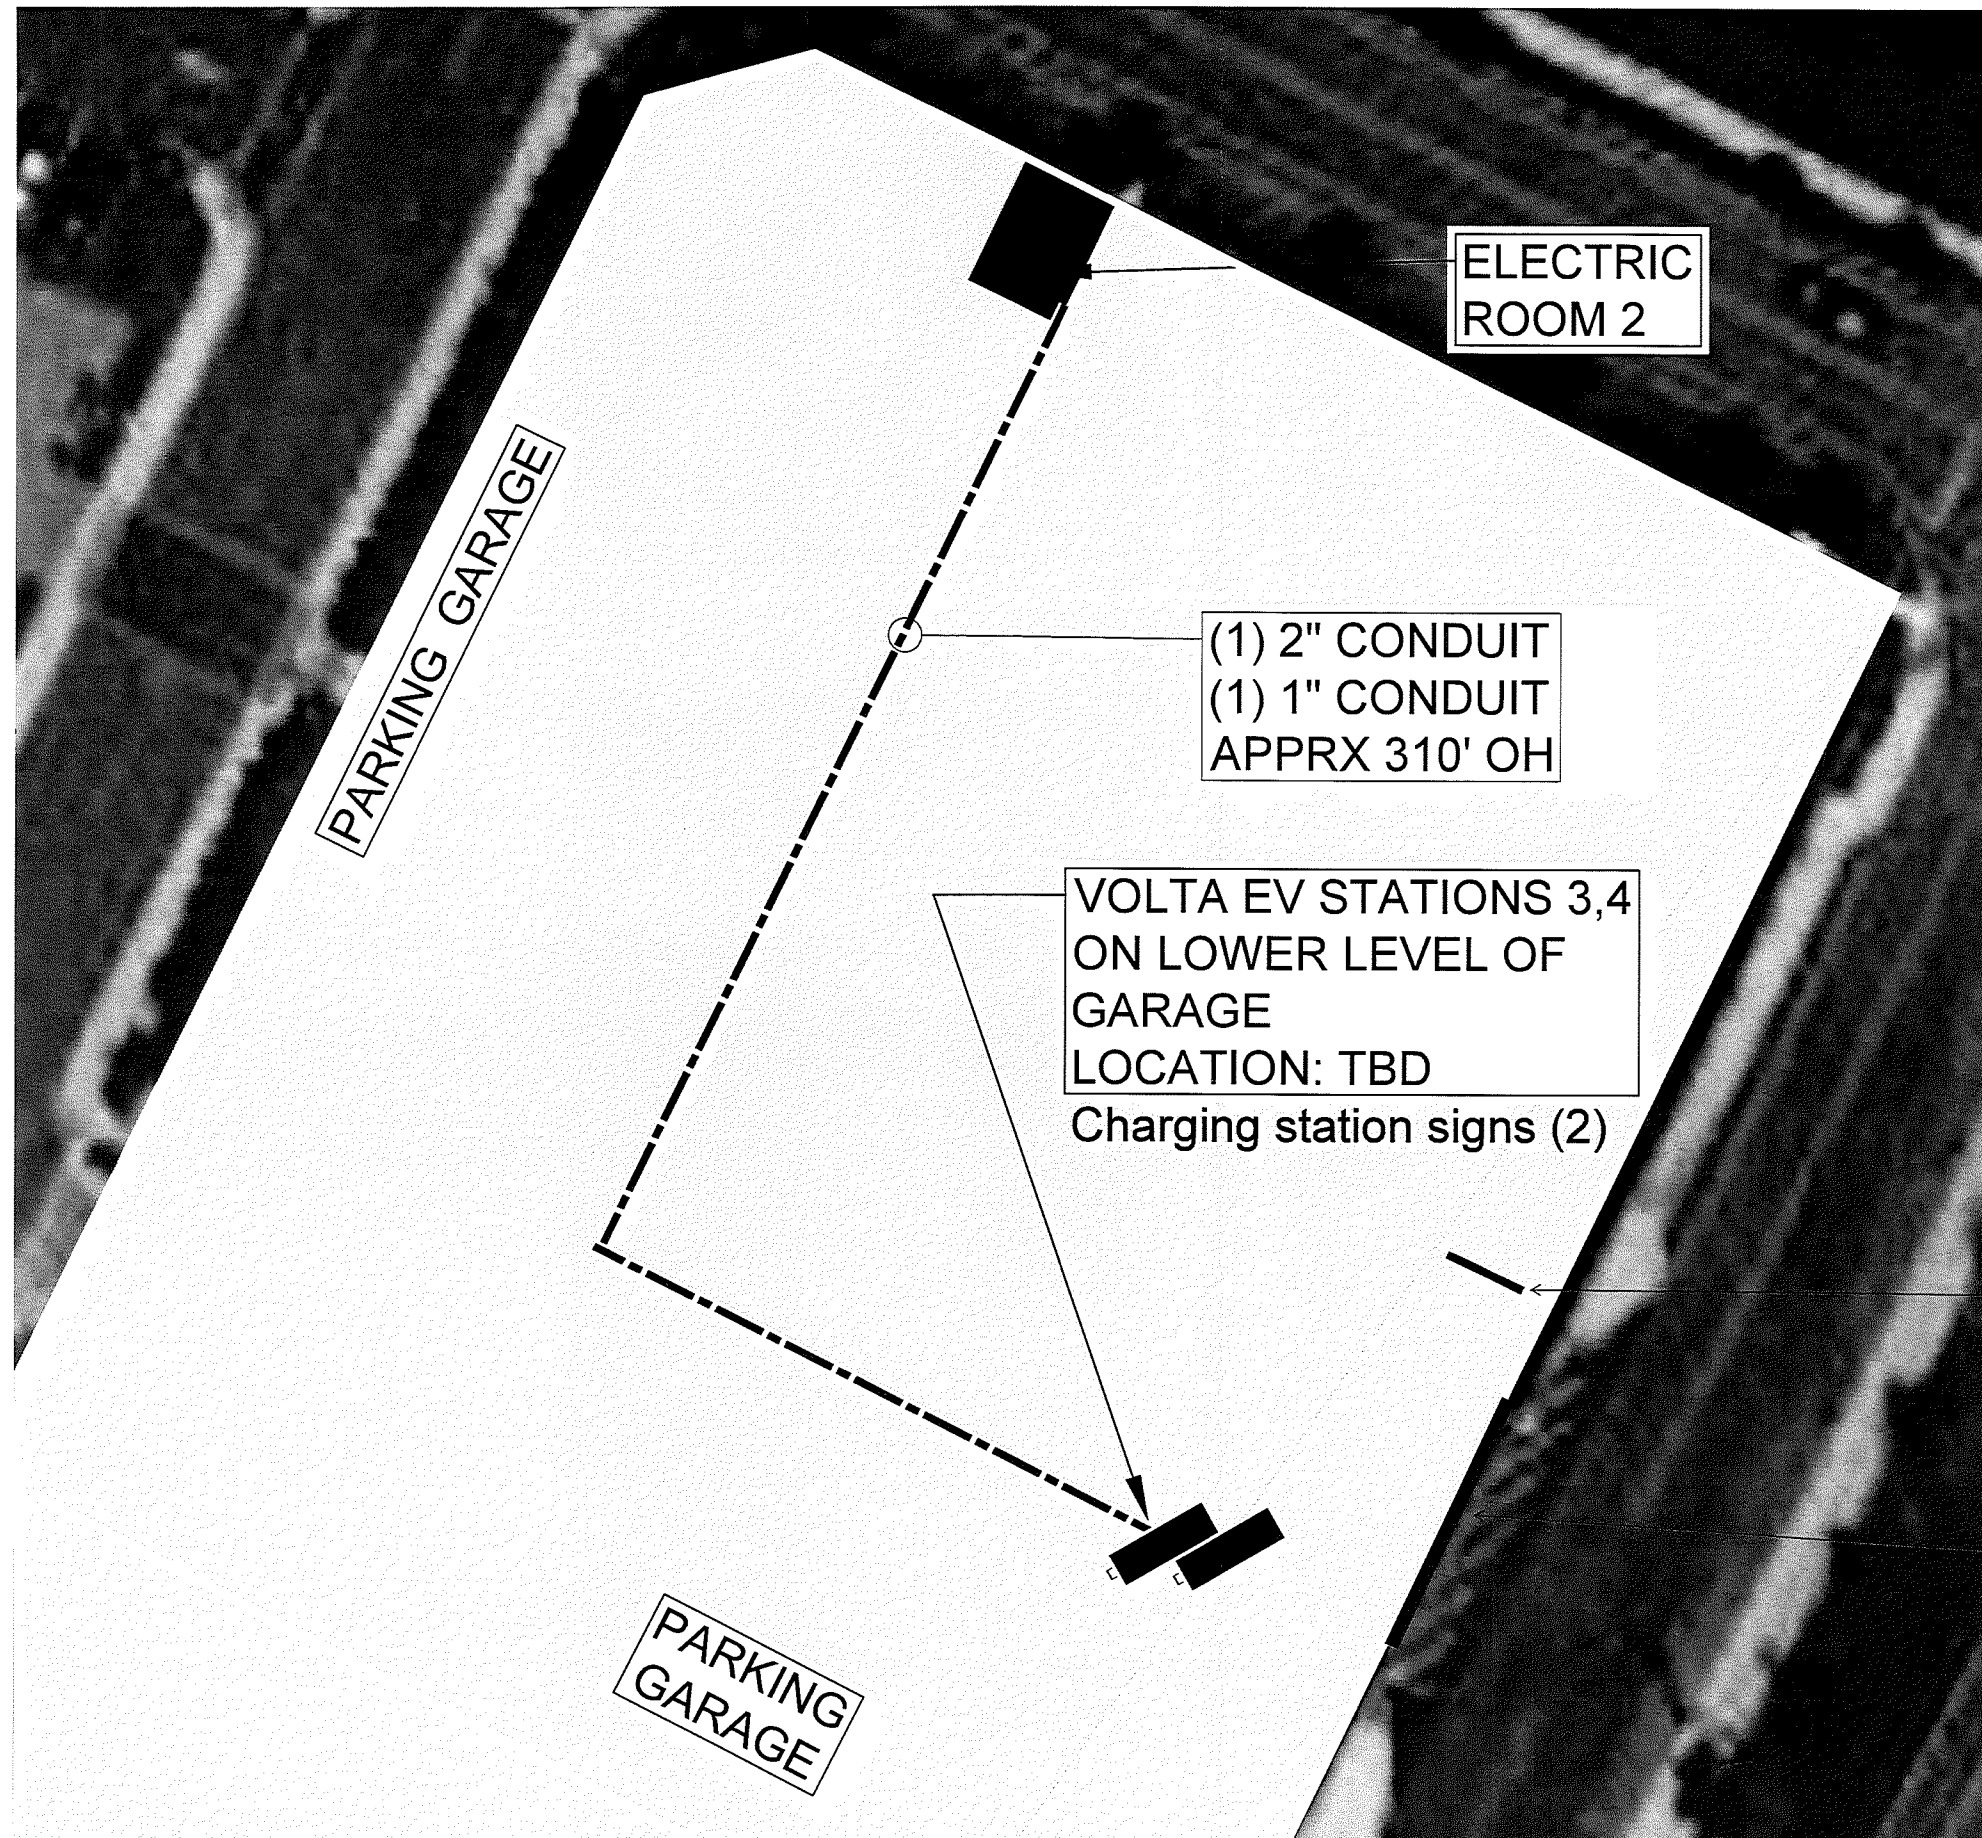 ELECTRIC
ROOM 2
PARKING GARAGE
(1) 2" CONDUIT
(1) 1" CONDUIT
APPRX 310' OH
VOLTA EV STATIONS 3,4
ON LOWER LEVEL OF
GARAGE
LOCATION: TBD
Charging station signs (2)
PARKING
GARAGE